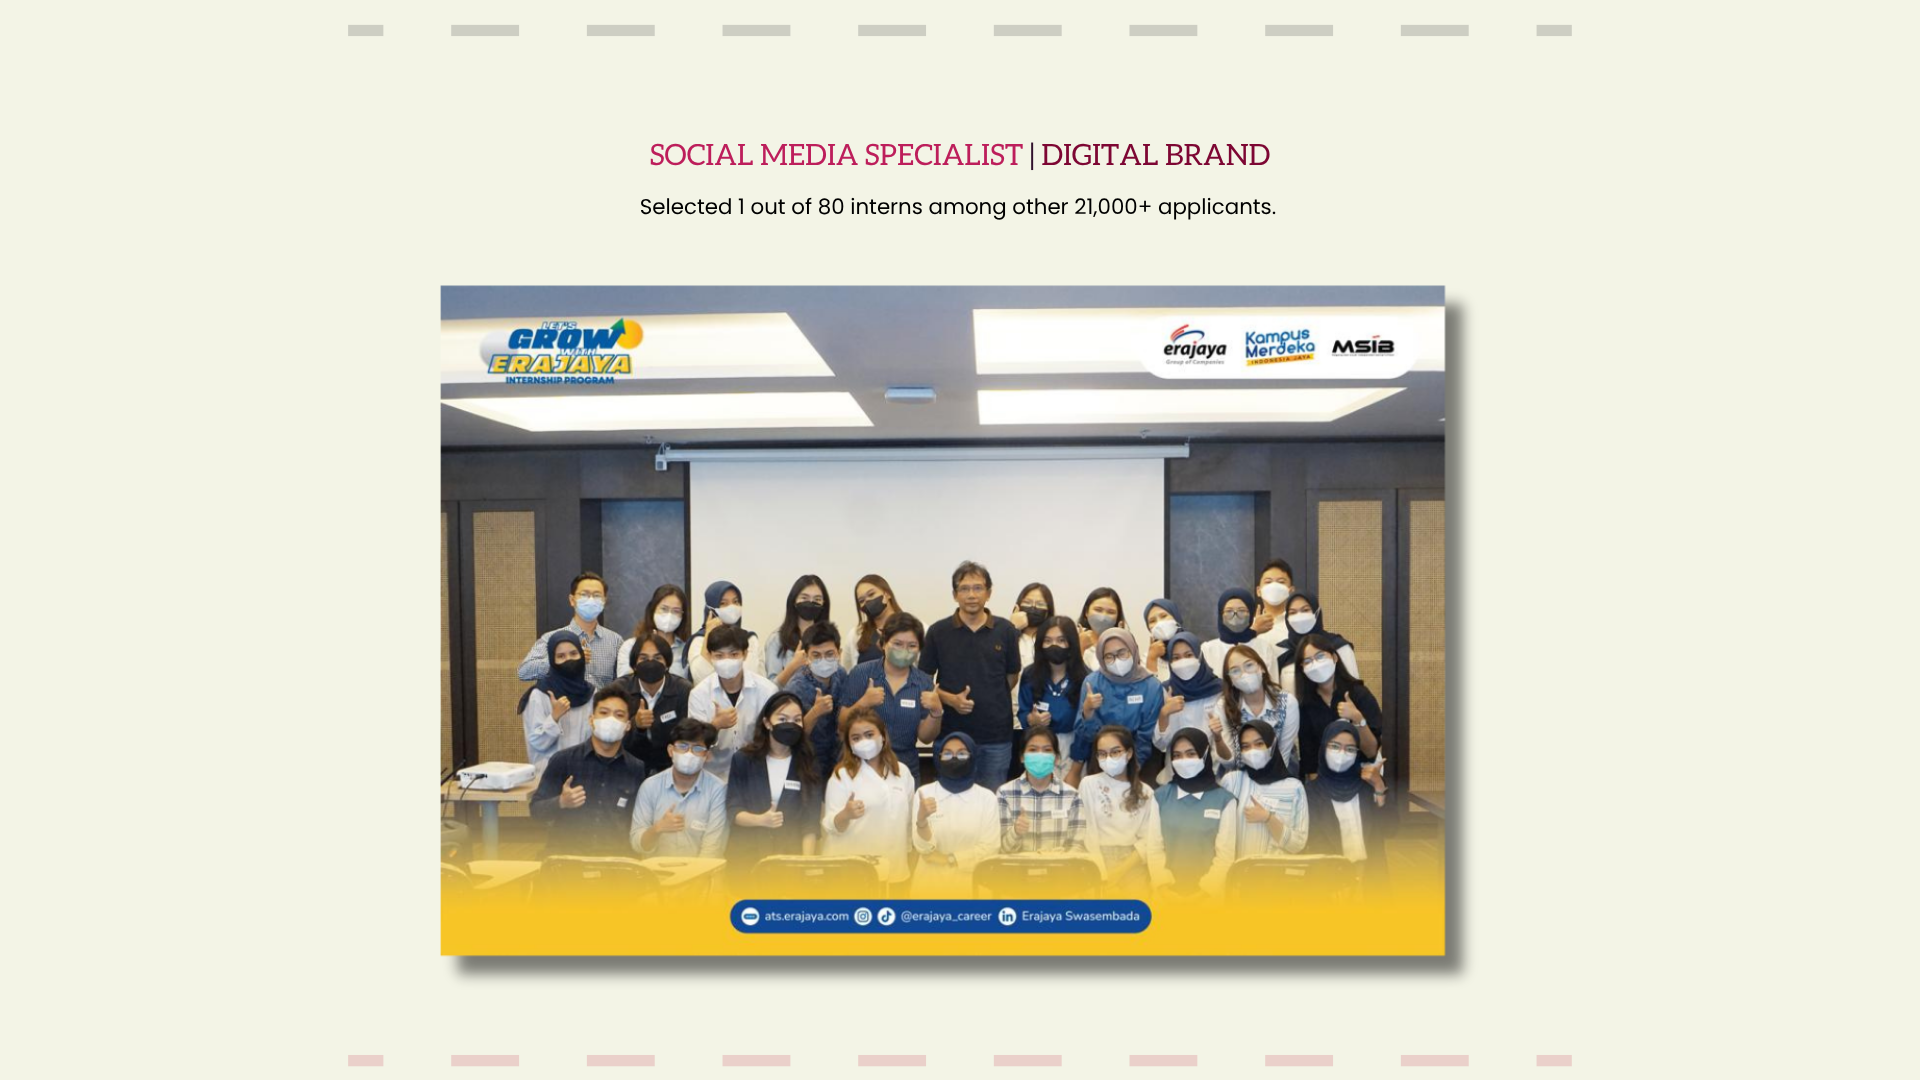 SOCIAL MEDIA SPECIALIST | DIGITAL BRAND
Selected 1 out of 80 interns among other 21,000+ applicants.
LET'S
GROW
WITH
ERAJAYA
INTERNSHIP PROGRAM
erajaya
Group of Companies
Kampus
Merdeka
INDONESIA JAYA
MSIB
ats.erajaya.com @erajaya_career in Erajaya Swasembada